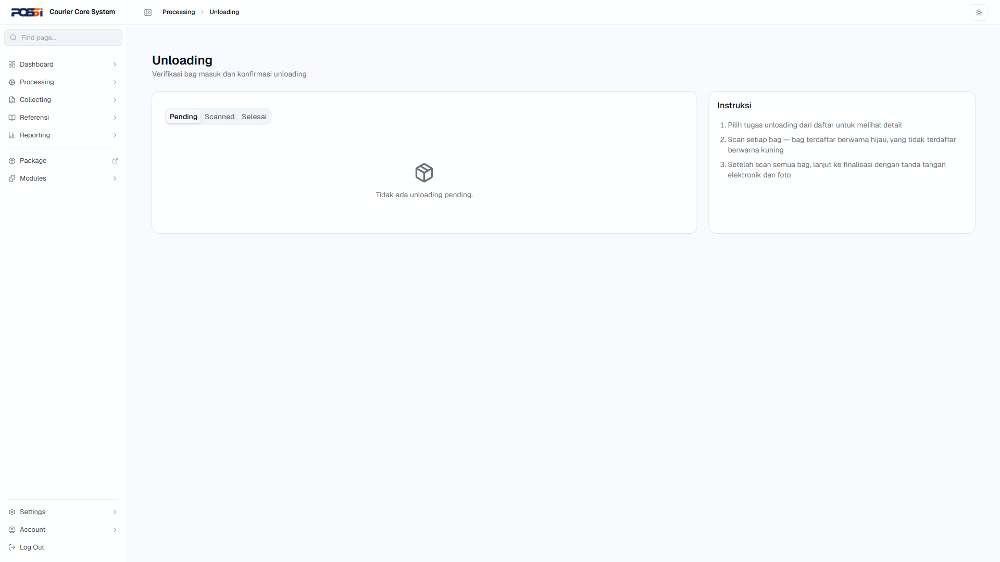 POSSi
Courier Core System
Processing
Unloading
Find page...
Dashboard
Processing
Collecting
Referensi
Reporting
Package
Modules
Settings
Account
Log Out
Unloading
Verifikasi bag masuk dan konfirmasi unloading
Pending
Scanned
Selesai
Tidak ada unloading pending.
Instruksi
1. Pilih tugas unloading dari daftar untuk melihat detail
2. Scan setiap bag — bag terdaftar berwarna hijau, yang tidak terdaftar
berwarna kuning
3. Setelah scan semua bag, lanjut ke finalisasi dengan tanda tangan
elektronik dan foto